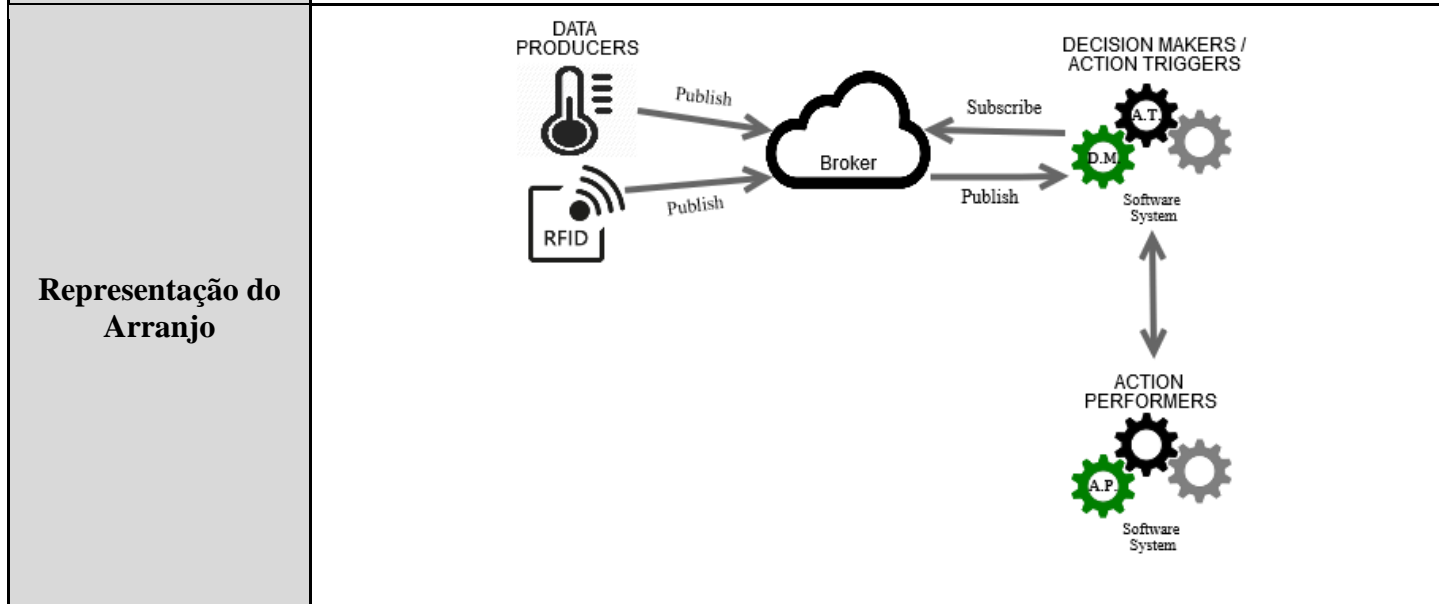 Representação do
Arranjo
DATA
PRODUCERS
Publish
RFID
Publish
Broker
DECISION MAKERS /
ACTION TRIGGERS
Subscribe
Publish
A.T.
D.M.
Software
System
ACTION
PERFORMERS
A.P.
Software
System